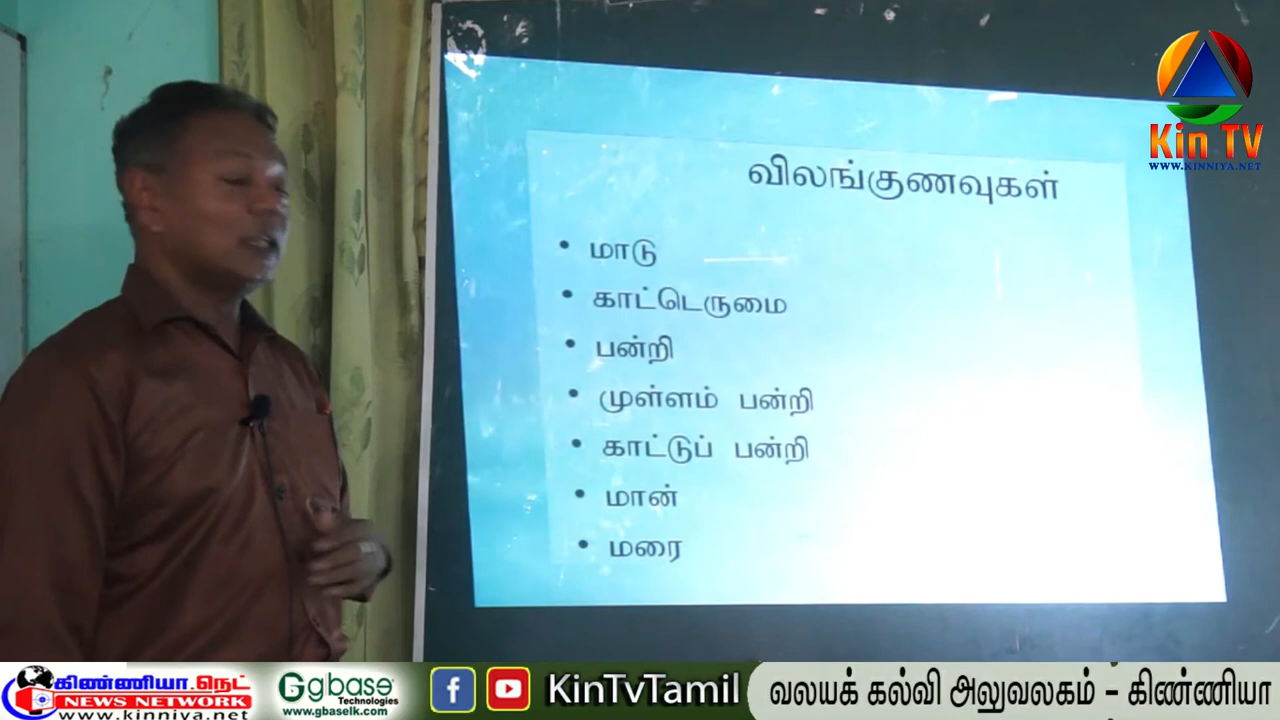 Kin TV
WWW.KINNIYA.NET
விலங்குணவுகள்
• மாடு
• காட்டெருமை
• பன்றி
• முள்ளம் பன்றி
• காட்டுப் பன்றி
• மான்
• மரை
கிண்ணியா.நெட்
NEWS NETWORK
www.kinniya.net
Ggbase
Technologies
www.gbaselk.com
KinTvTamil
வலயக் கல்வி அலுவலகம் - கிண்ணியா